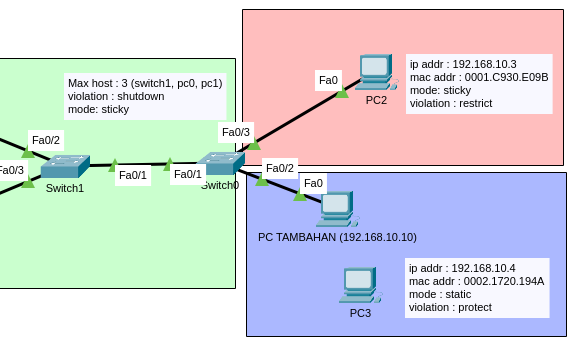 Max host : 3 (switch1, pc0, pc1)
violation : shutdown
mode: sticky
Fa0/2
Fa0/3
Switch1
Fa0/1
Fa0/1
Switch0
Fa0/3
Fa0
PC2
ip addr : 192.168.10.3
mac addr : 0001.C930.E09B
mode: sticky
violation : restrict
Fa0/2
Fa0
PC TAMBAHAN (192.168.10.10)
PC3
ip addr : 192.168.10.4
mac addr : 0002.1720.194A
mode : static
violation : protect